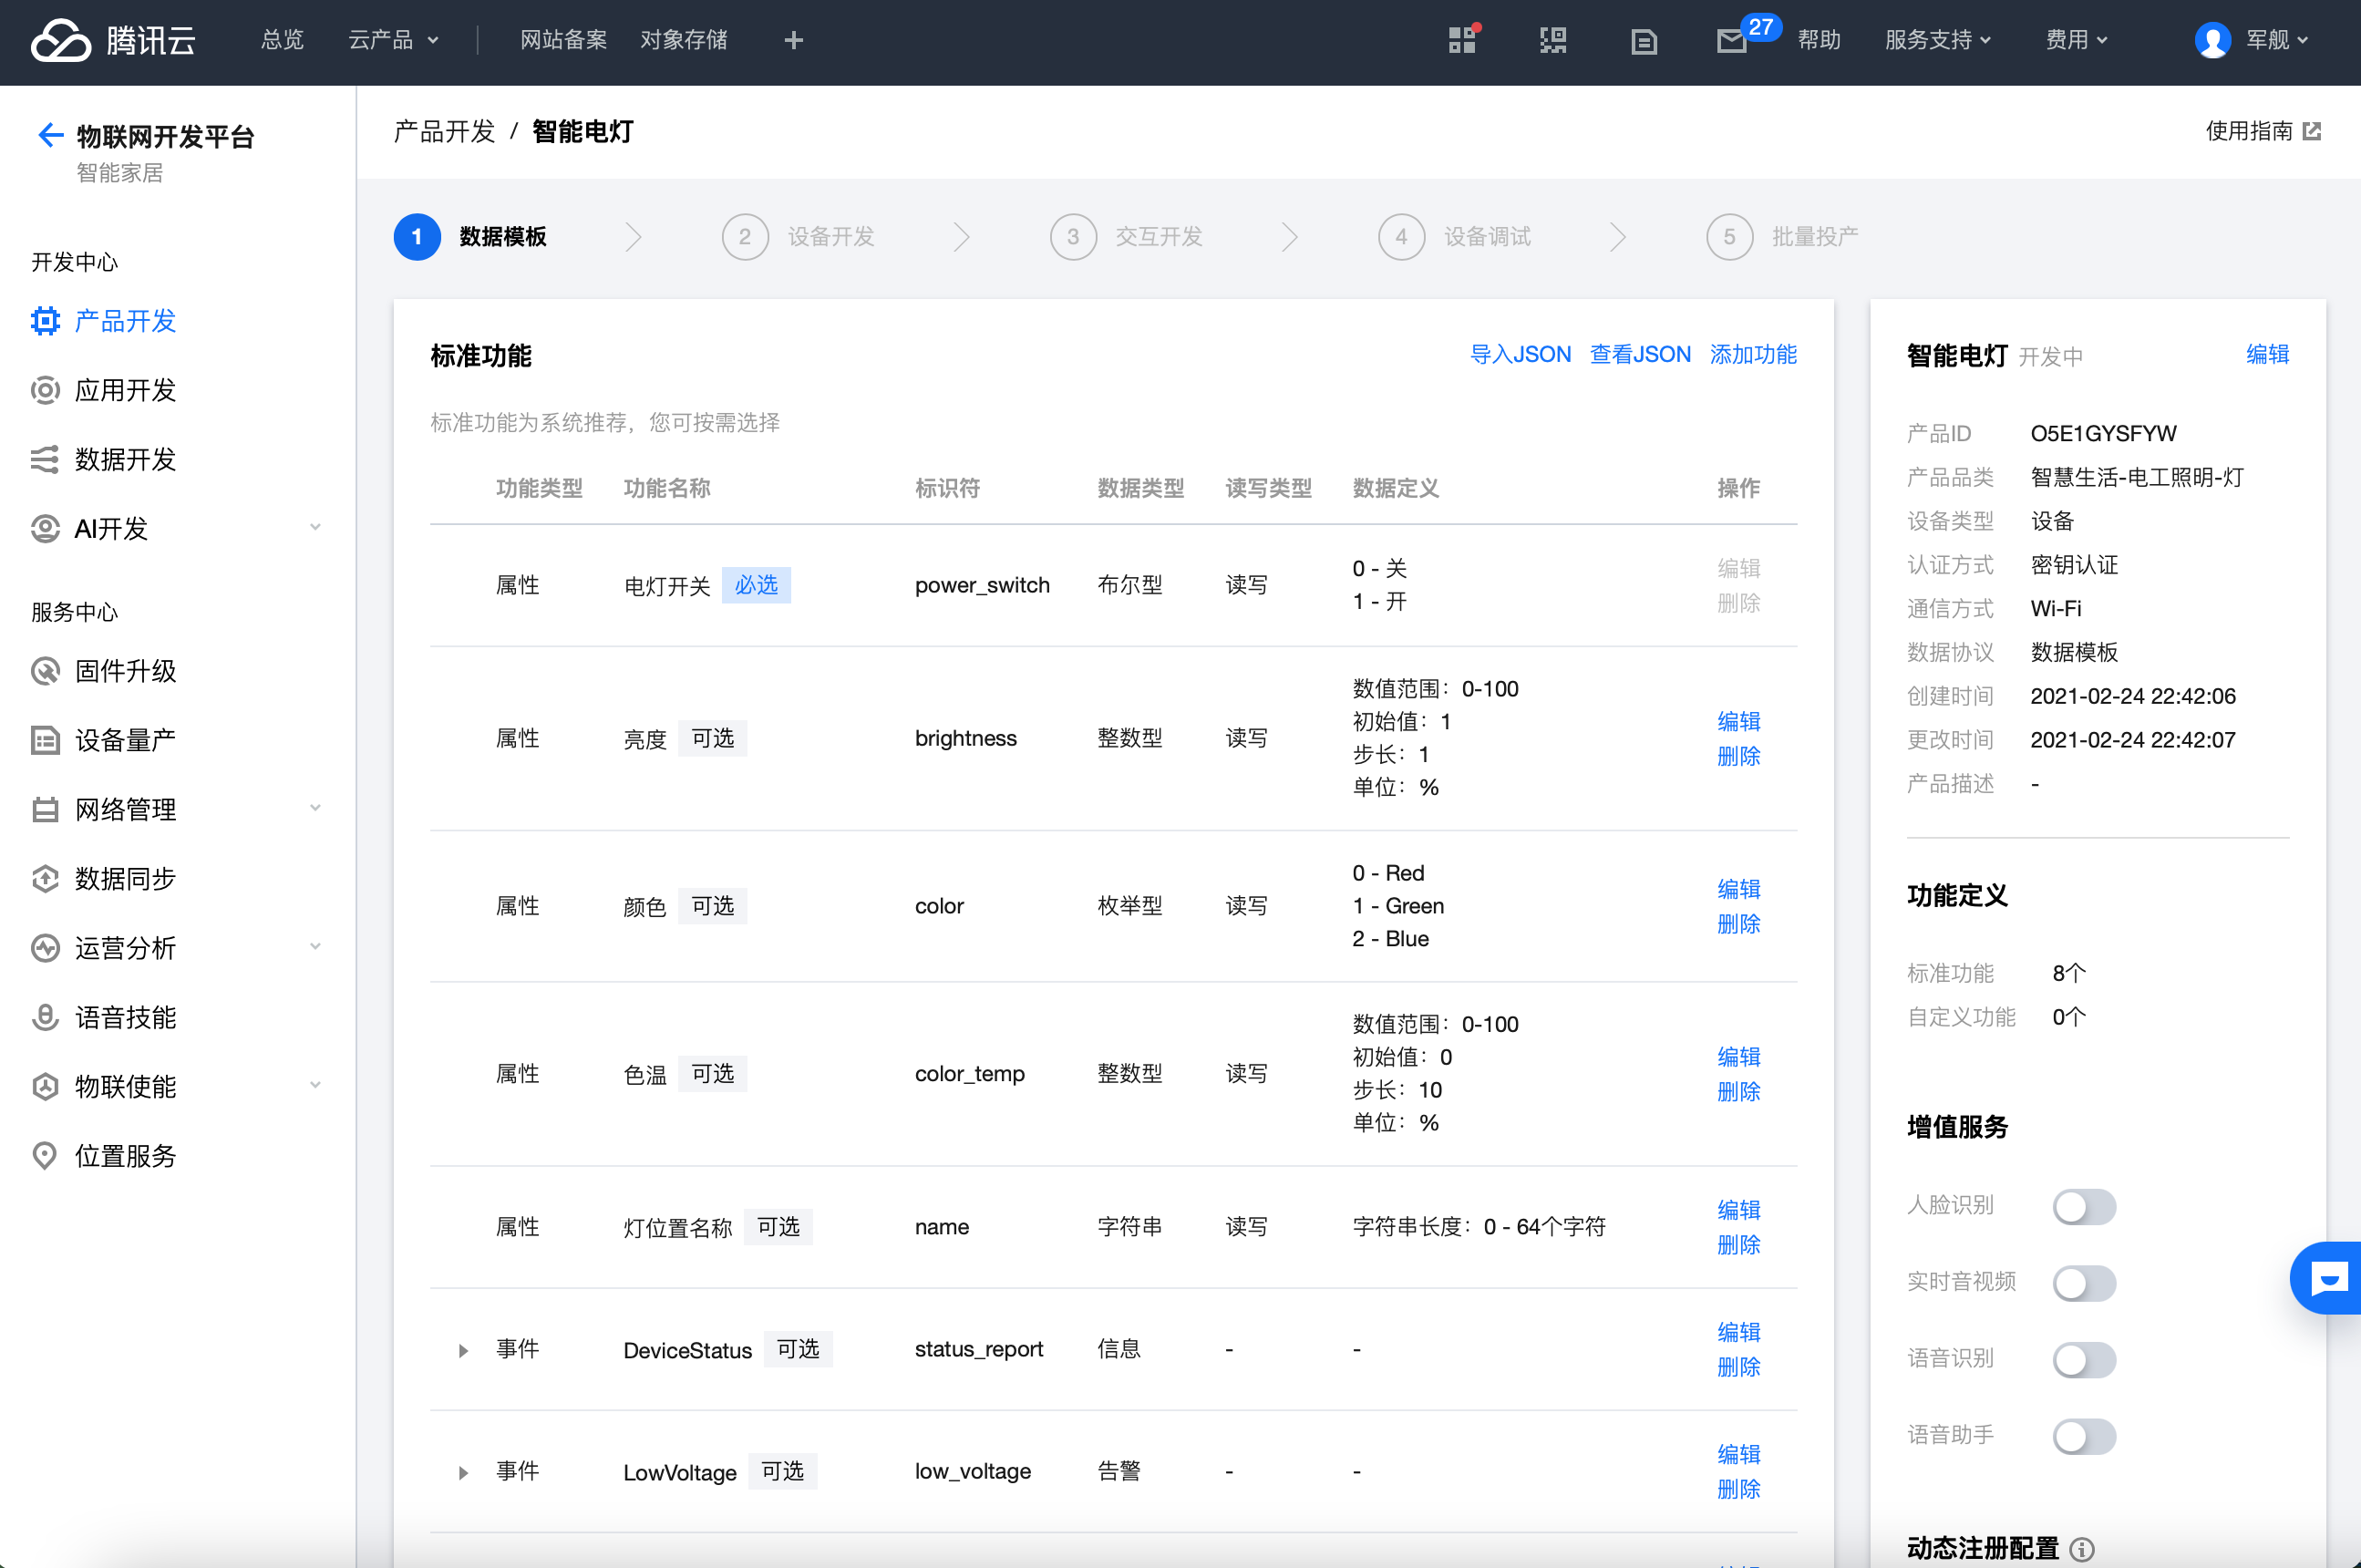 腾讯云 总览 云产品 网站备案 对象存储 + 27 帮助 服务支持 费用 军舰
物联网开发平台
智能家居
开发中心
产品开发
应用开发
数据开发
AI开发
服务中心
固件升级
设备量产
网络管理
数据同步
运营分析
语音技能
物联使能
位置服务
产品开发 / 智能电灯
使用指南
1 数据模板 2 设备开发 3 交互开发 4 设备调试 5 批量投产
标准功能 导入JSON 查看JSON 添加功能
标准功能为系统推荐，您可按需选择
功能类型 功能名称 标识符 数据类型 读写类型 数据定义 操作
属性 电灯开关 必选 power_switch 布尔型 读写
0 - 关
1 - 开
编辑
删除
属性 亮度 可选 brightness 整数型 读写
数值范围：0-100
初始值：1
步长：1
单位：%
编辑
删除
属性 颜色 可选 color 枚举型 读写
0 - Red
1 - Green
2 - Blue
编辑
删除
属性 色温 可选 color_temp 整数型 读写
数值范围：0-100
初始值：0
步长：10
单位：%
编辑
删除
属性 灯位置名称 可选 name 字符串 读写 字符串长度：0 - 64个字符
编辑
删除
事件 DeviceStatus 可选 status_report 信息 - -
编辑
删除
事件 LowVoltage 可选 low_voltage 告警 - -
编辑
删除
智能电灯 开发中 编辑
产品ID O5E1GYSFYW
产品品类 智慧生活-电工照明-灯
设备类型 设备
认证方式 密钥认证
通信方式 Wi-Fi
数据协议 数据模板
创建时间 2021-02-24 22:42:06
更改时间 2021-02-24 22:42:07
产品描述 -
功能定义
标准功能 8个
自定义功能 0个
增值服务
人脸识别
实时音视频
语音识别
语音助手
动态注册配置